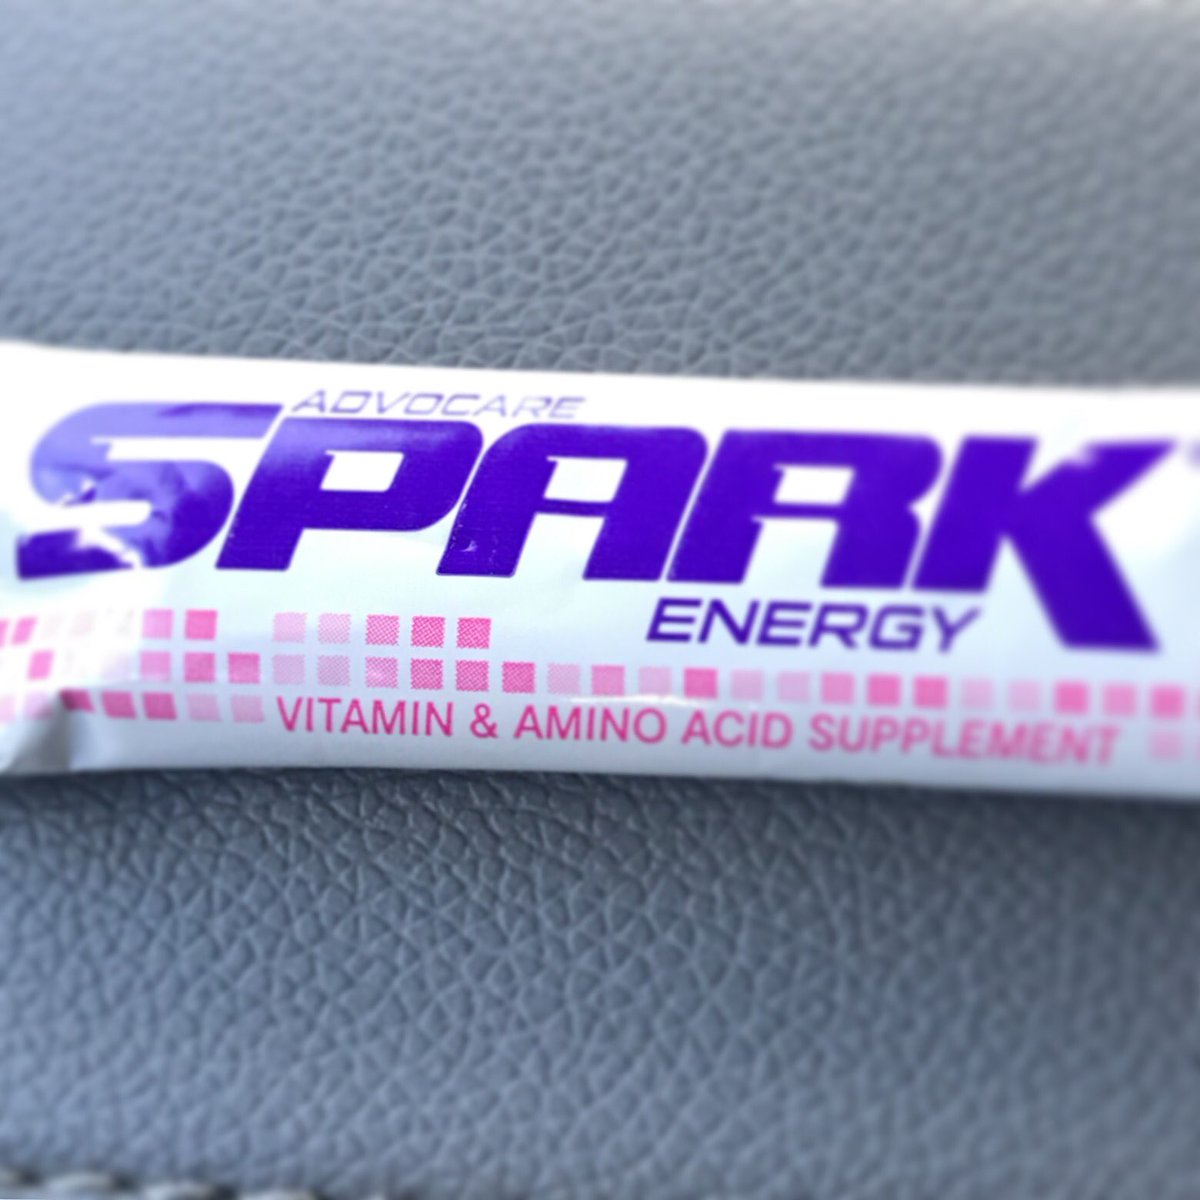 ADVOCARE
SPARK
ENERGY
VITAMIN & AMINO ACID SUPPLEMENT